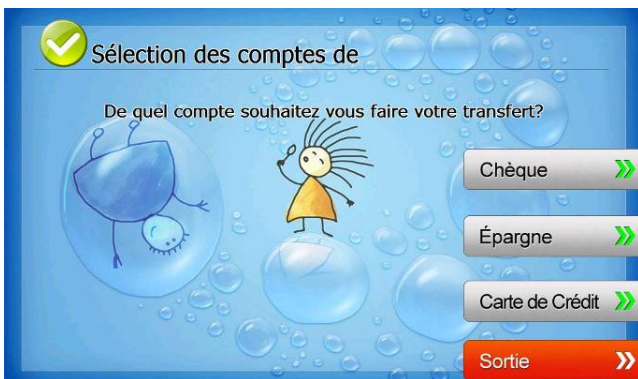 Sélection des comptes de
De quel compte souhaitez vous faire votre transfert?
Chèque
Épargne
Carte de Crédit
Sortie